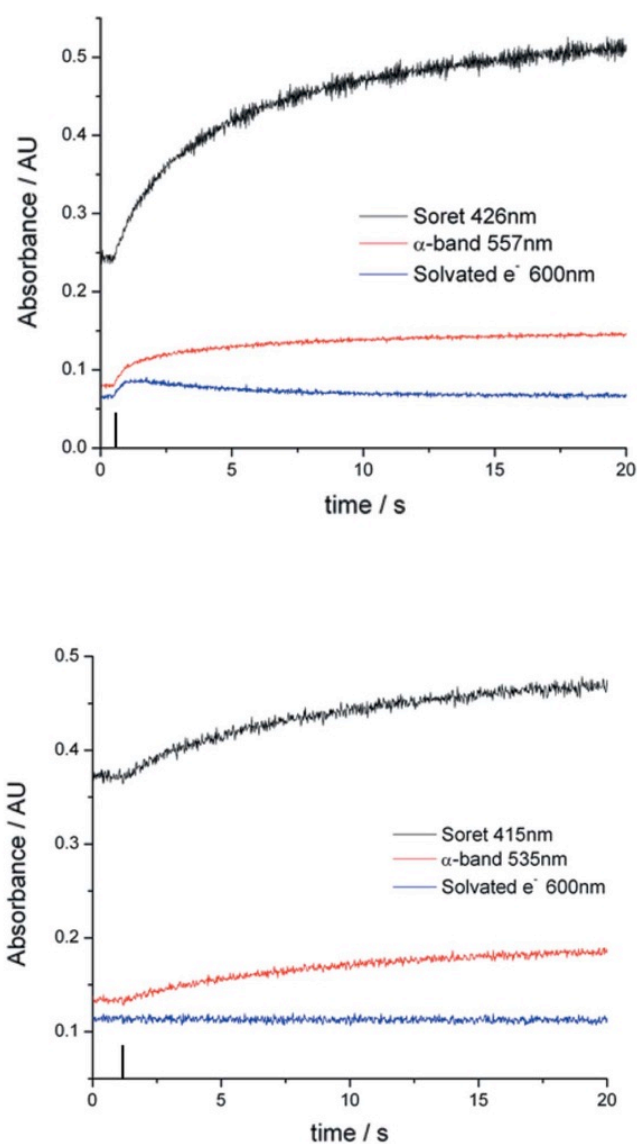 Absorbance / AU
0.5
0.4
0.3
0.2
0.1
0.0
Soret 426nm
α-band 557nm
Solvated e⁻ 600nm
0 5 10 15 20
time / s
Absorbance / AU
0.5
0.4
0.3
0.2
0.1
Soret 415nm
α-band 535nm
Solvated e⁻ 600nm
0 5 10 15 20
time / s